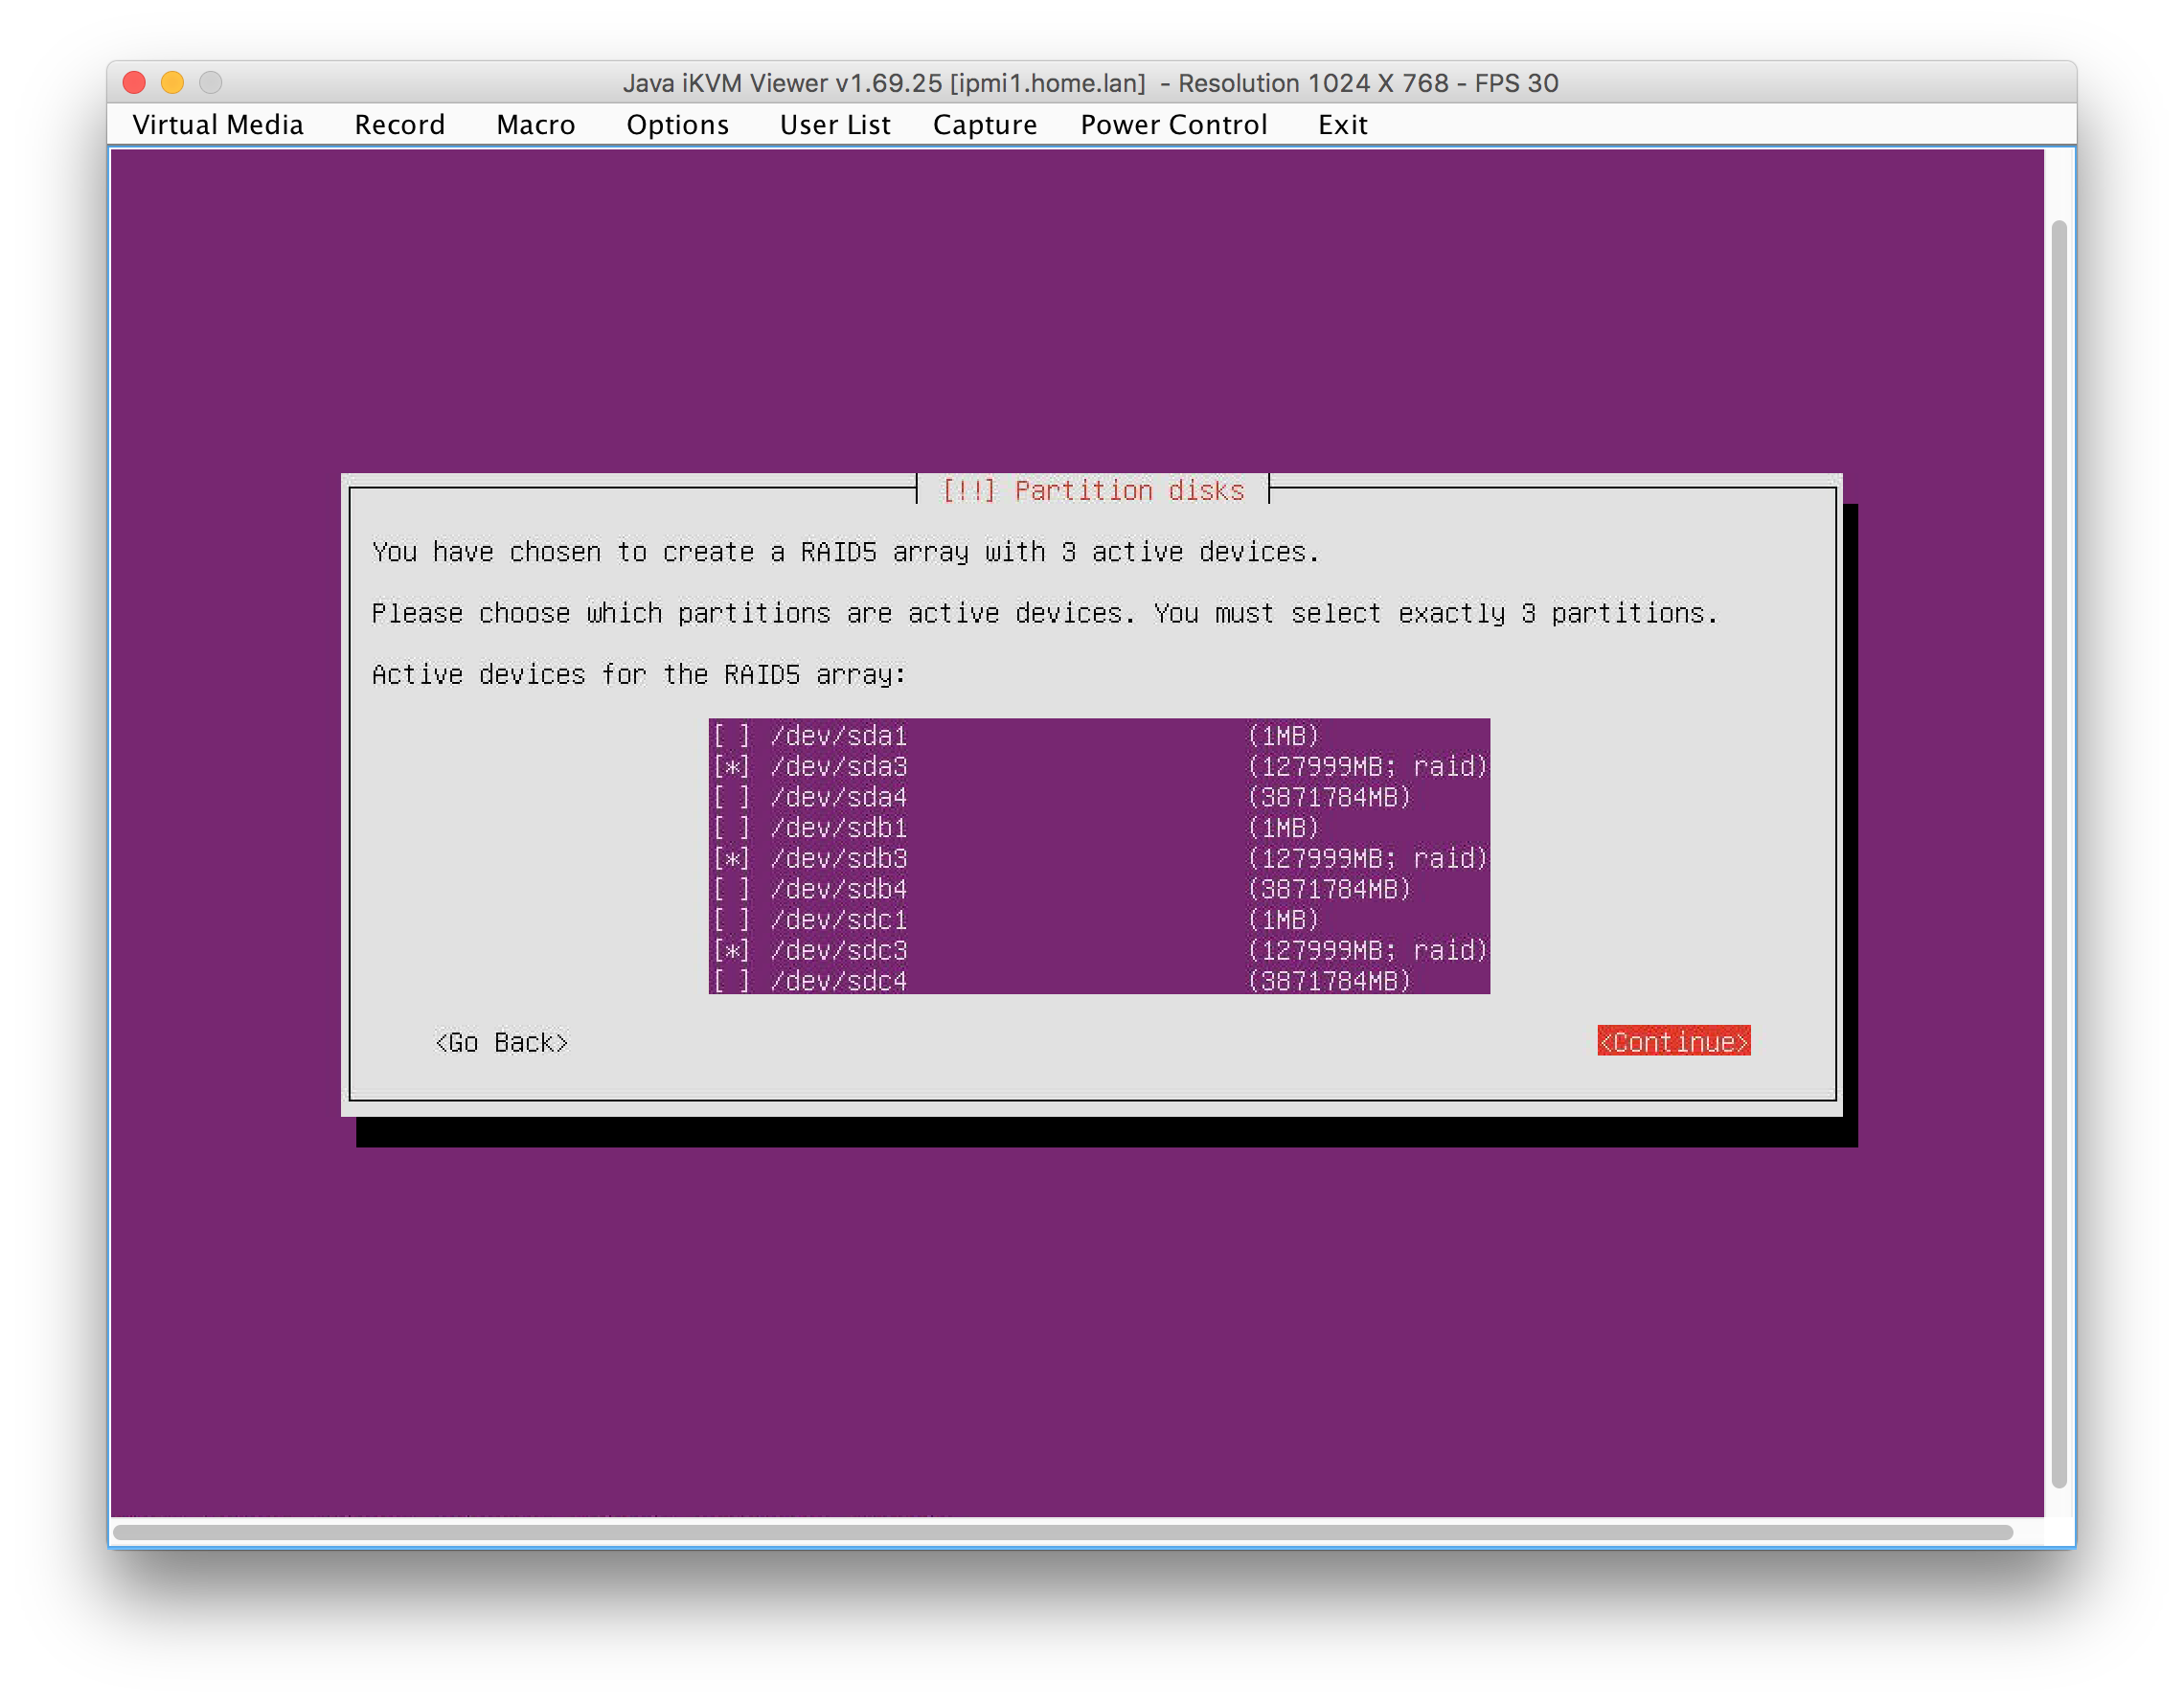 Java iKVM Viewer v1.69.25 [ipmi1.home.lan]  - Resolution 1024 X 768 - FPS 30
Virtual Media Record Macro Options User List Capture Power Control Exit
[!!] Partition disks
You have chosen to create a RAID5 array with 3 active devices.
Please choose which partitions are active devices. You must select exactly 3 partitions.
Active devices for the RAID5 array:
[ ] /dev/sda1 (1MB)
[*] /dev/sda3 (127999MB; raid)
[ ] /dev/sda4 (3871784MB)
[ ] /dev/sdb1 (1MB)
[*] /dev/sdb3 (127999MB; raid)
[ ] /dev/sdb4 (3871784MB)
[ ] /dev/sdc1 (1MB)
[*] /dev/sdc3 (127999MB; raid)
[ ] /dev/sdc4 (3871784MB)
<Go Back> <Continue>